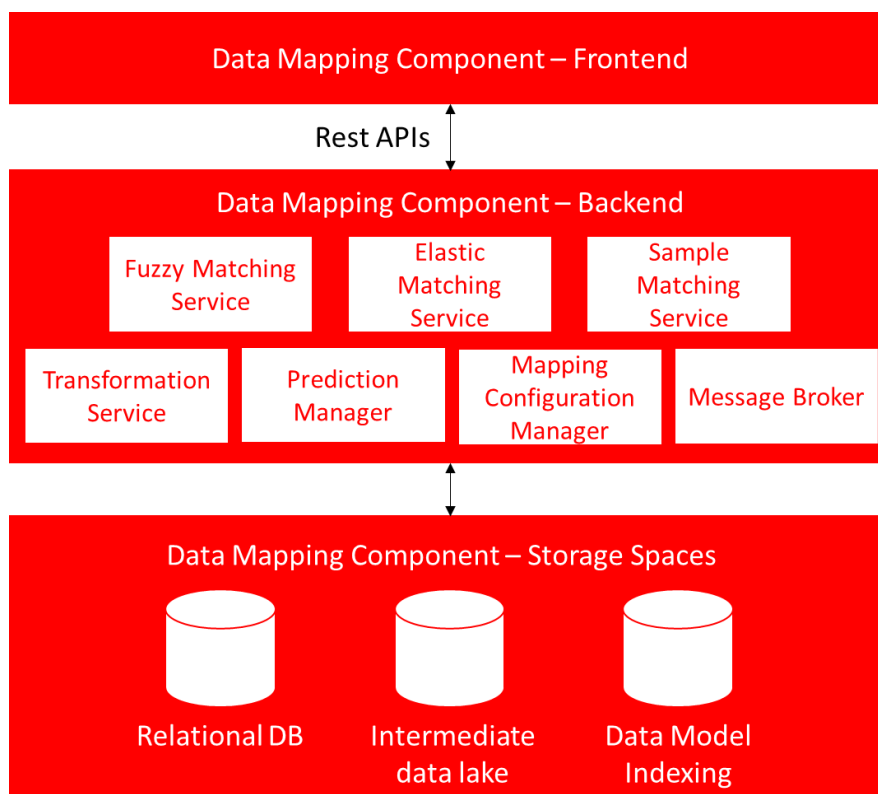 Data Mapping Component – Frontend
Rest APIs
Data Mapping Component – Backend
Fuzzy Matching
Service
Elastic
Matching
Service
Sample
Matching
Service
Transformation
Service
Prediction
Manager
Mapping
Configuration
Manager
Message Broker
Data Mapping Component – Storage Spaces
Relational DB
Intermediate
data lake
Data Model
Indexing